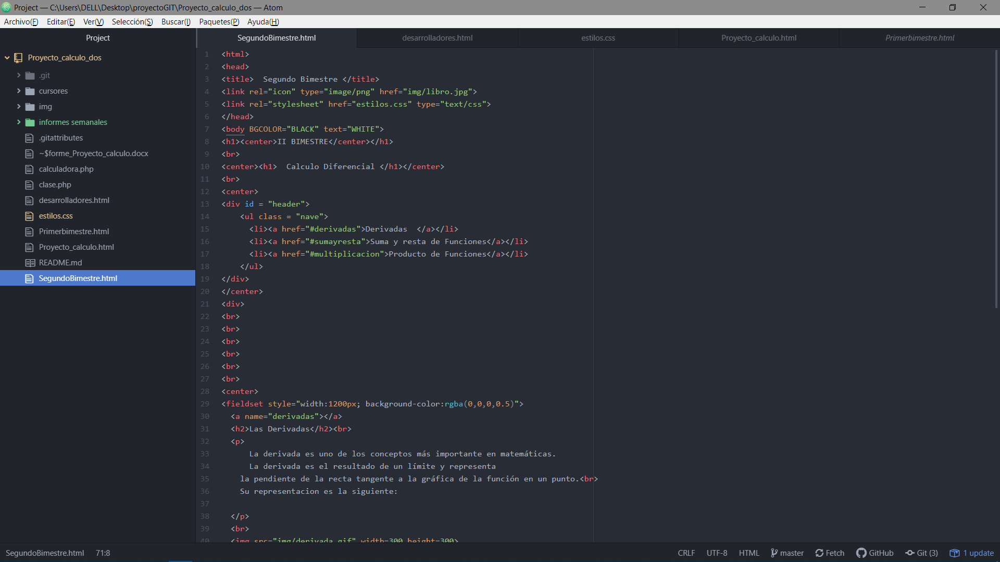 Project — C:\Users\DELL\Desktop\proyectoGIT\Proyecto_calculo_dos — Atom
Archivo(F) Editar(E) Ver(V) Selección(S) Buscar(I) Paquetes(P) Ayuda(H)
Project
Proyecto_calculo_dos
.git
cursores
img
informes semanales
.gitattributes
~$forme_Proyecto_calculo.docx
calculadora.php
clase.php
desarrolladores.html
estilos.css
Primerbimestre.html
Proyecto_calculo.html
README.md
SegundoBimestre.html
SegundoBimestre.html desarrolladores.html estilos.css Proyecto_calculo.html Primerbimestre.html
1 <html>
2 <head>
3 <title>  Segundo Bimestre </title>
4 <link rel="icon" type="image/png" href="img/libro.jpg">
5 <link rel="stylesheet" href="estilos.css" type="text/css">
6 </head>
7 <body BGCOLOR="BLACK" text="WHITE">
8 <h1><center>II BIMESTRE</center></h1>
9 <br>
10 <center><h1>  Calculo Diferencial </h1></center>
11 <br>
12 <center>
13 <div id = "header">
14     <ul class = "nave">
15       <li><a href="#derivadas">Derivadas  </a></li>
16       <li><a href="#sumayresta">Suma y resta de Funciones</a></li>
17       <li><a href="#multiplicacion">Producto de Funciones</a></li>
18     </ul>
19 </div>
20 </center>
21 <div>
22 <br>
23 <br>
24 <br>
25 <br>
26 <br>
27 <br>
28 <center>
29 <fieldset style="width:1200px; background-color:rgba(0,0,0,0.5)">
30   <a name="derivadas"></a>
31   <h2>Las Derivadas</h2><br>
32   <p>
33       La derivada es uno de los conceptos más importante en matemáticas.
34       La derivada es el resultado de un límite y representa
35     la pendiente de la recta tangente a la gráfica de la función en un punto.<br>
36     Su representacion es la siguiente:
37
38   </p>
39   <br>
40   <img src="img/derivada.gif" width=300 height=300>
SegundoBimestre.html 71:8 CRLF UTF-8 HTML master Fetch GitHub Git (3) 1 update